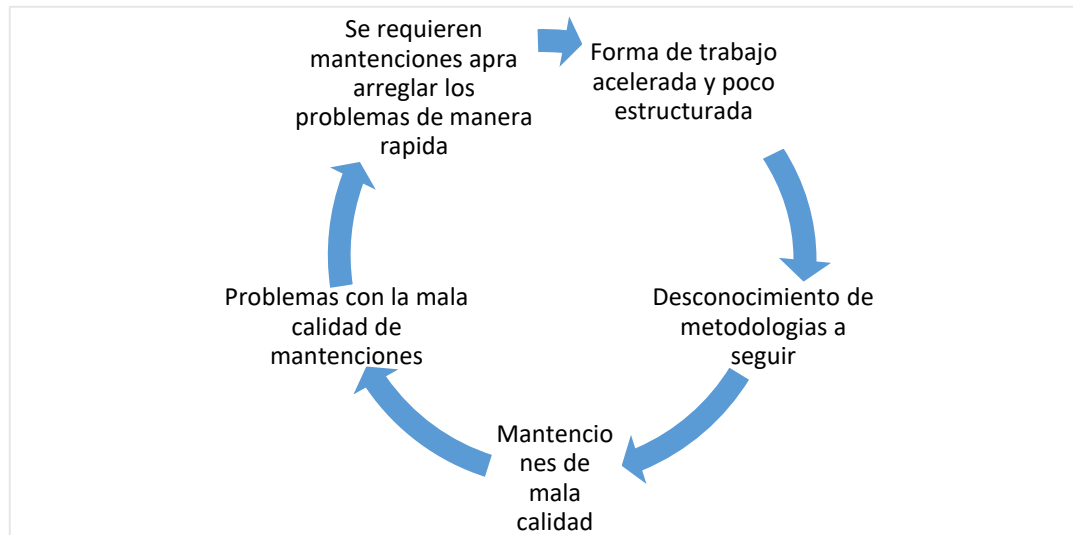 Se requieren
mantenciones apra
arreglar los
problemas de manera
rapida
Forma de trabajo
acelerada y poco
estructurada
Desconocimiento de
metodologias a
seguir
Mantencio
nes de
mala
calidad
Problemas con la mala
calidad de
mantenciones